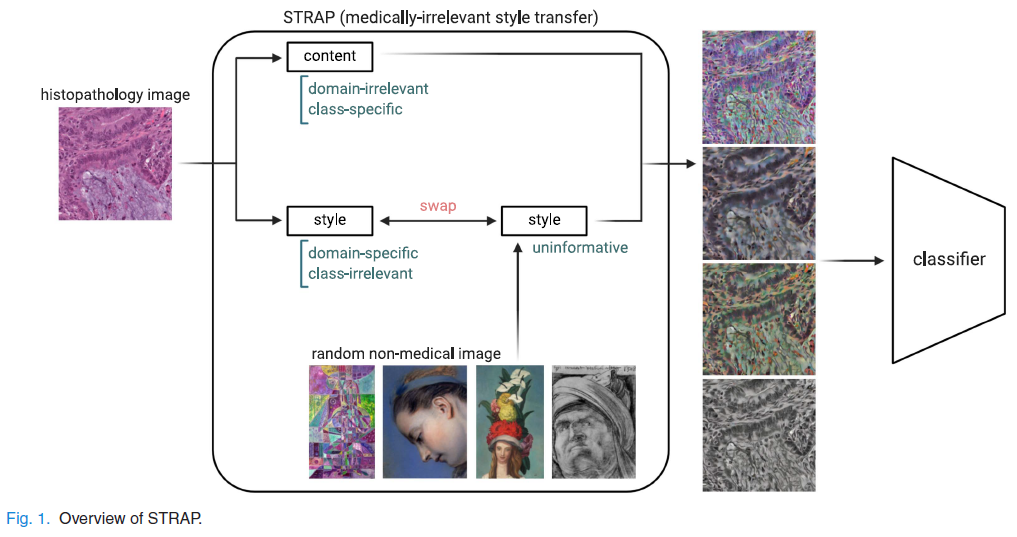 STRAP (medically-irrelevant style transfer)
content
domain-irrelevant
class-specific
histopathology image
style
swap
style
domain-specific
class-irrelevant
uninformative
random non-medical image
classifier
Fig. 1. Overview of STRAP.